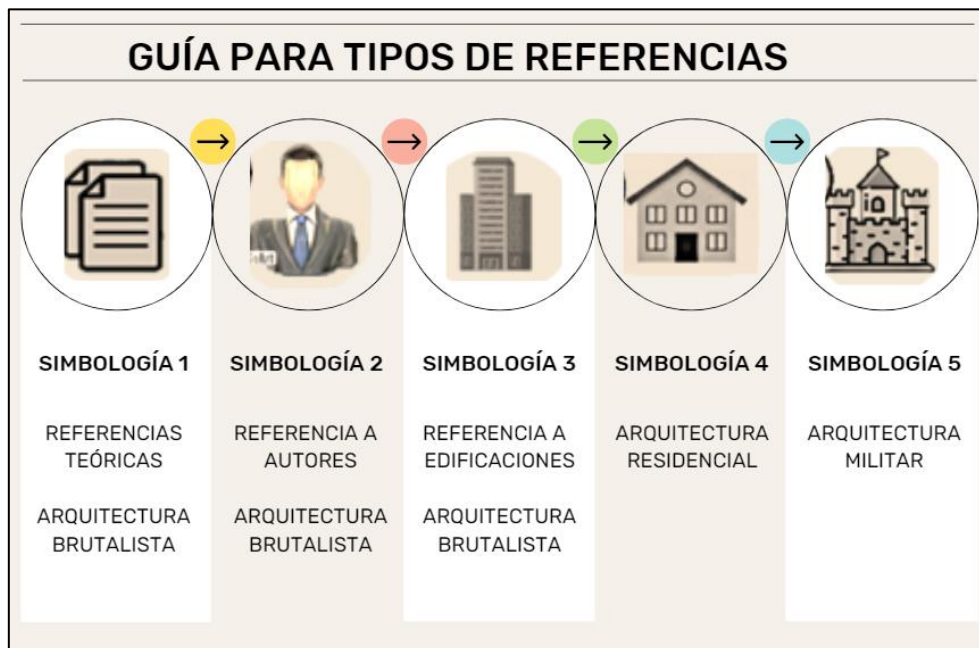 GUÍA PARA TIPOS DE REFERENCIAS
SIMBOLOGÍA 1
REFERENCIAS
TEÓRICAS
ARQUITECTURA
BRUTALISTA
SIMBOLOGÍA 2
REFERENCIA A
AUTORES
ARQUITECTURA
BRUTALISTA
SIMBOLOGÍA 3
REFERENCIA A
EDIFICACIONES
ARQUITECTURA
BRUTALISTA
SIMBOLOGÍA 4
ARQUITECTURA
RESIDENCIAL
SIMBOLOGÍA 5
ARQUITECTURA
MILITAR